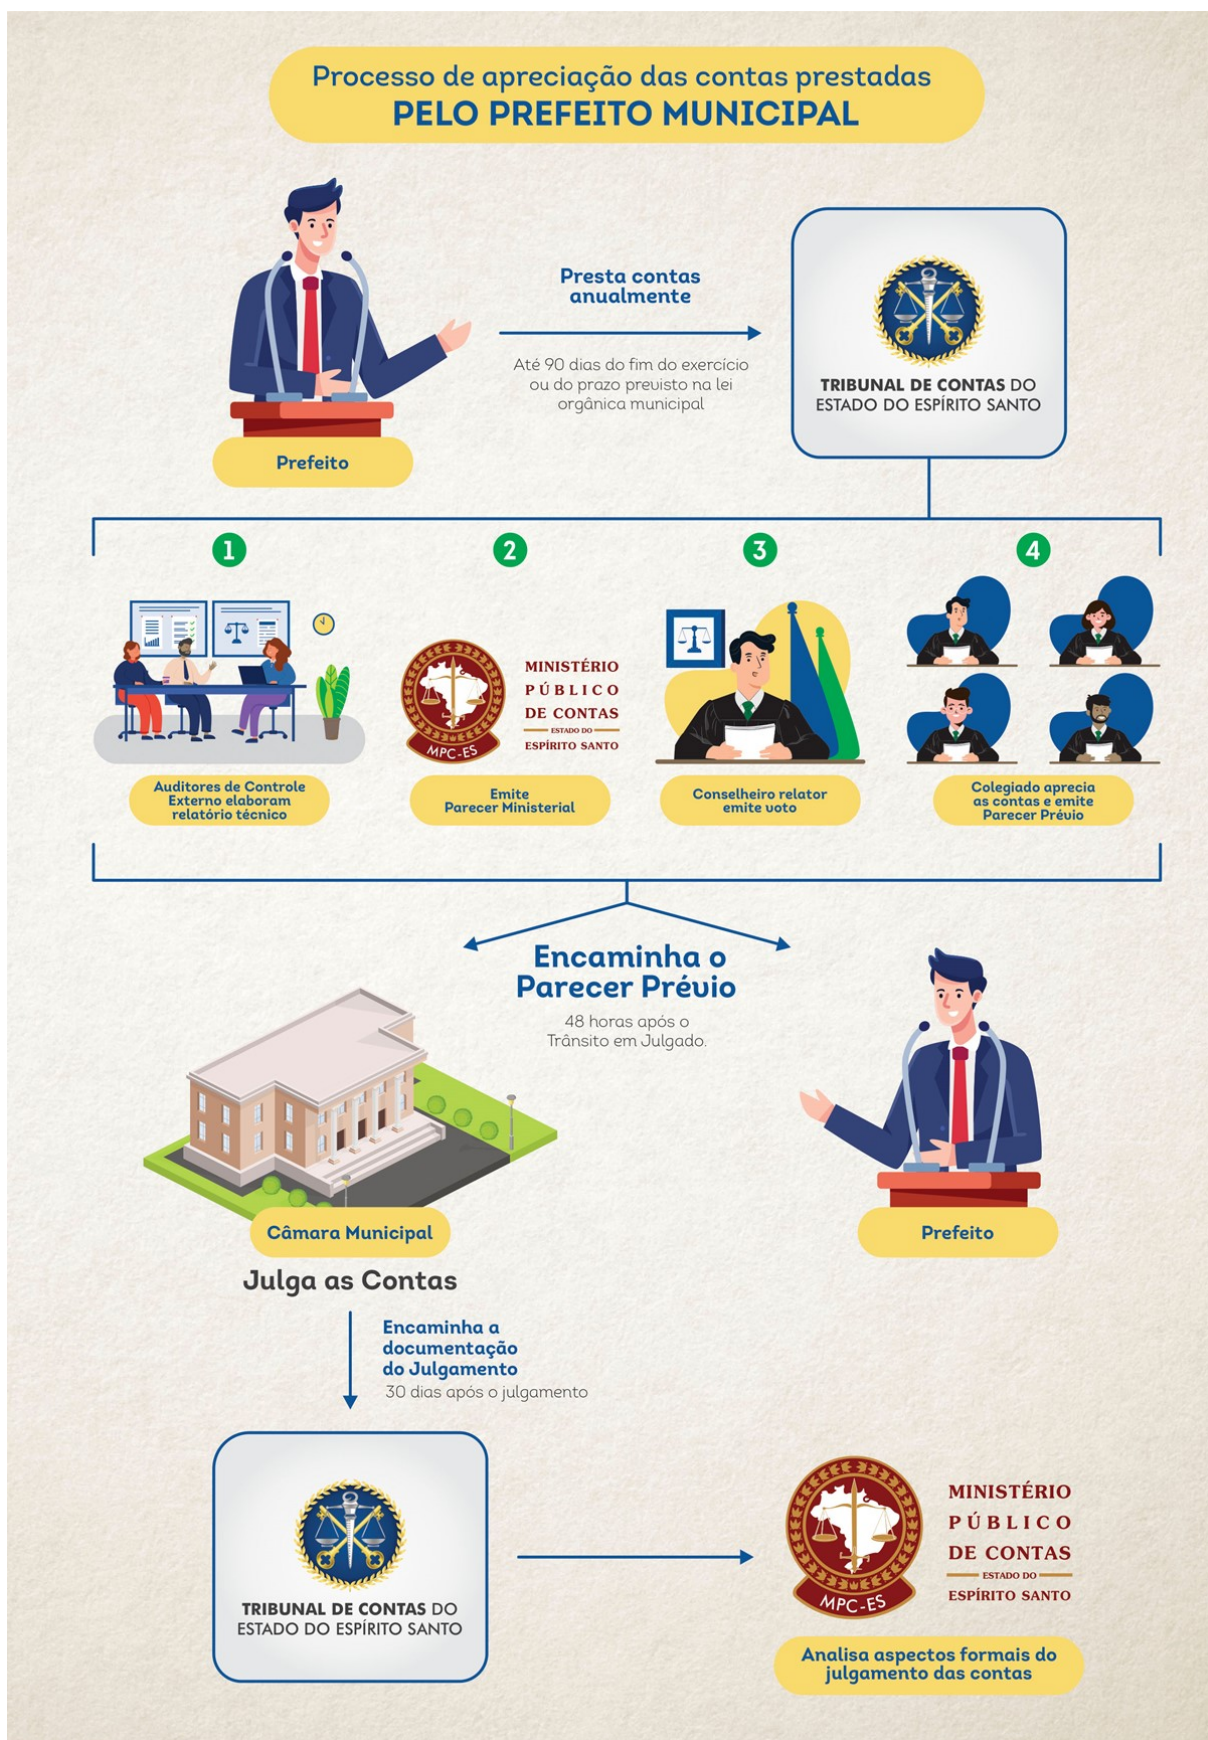 Processo de apreciação das contas prestadas
PELO PREFEITO MUNICIPAL
Presta contas
anualmente
Até 90 dias do fim do exercício
ou do prazo previsto na lei
orgânica municipal
TRIBUNAL DE CONTAS DO
ESTADO DO ESPÍRITO SANTO
Prefeito
1
2
3
4
MINISTÉRIO
PÚBLICO
DE CONTAS
ESTADO DO
ESPÍRITO SANTO
MPC-ES
Auditores de Controle
Externo elaboram
relatório técnico
Emite
Parecer Ministerial
Conselheiro relator
emite voto
Colegiado aprecia
as contas e emite
Parecer Prévio
Encaminha o
Parecer Prévio
48 horas após o
Trânsito em Julgado.
Câmara Municipal
Prefeito
Julga as Contas
Encaminha a
documentação
do Julgamento
30 dias após o julgamento
TRIBUNAL DE CONTAS DO
ESTADO DO ESPÍRITO SANTO
MPC-ES
MINISTÉRIO
PÚBLICO
DE CONTAS
ESTADO DO
ESPÍRITO SANTO
Analisa aspectos formais do
julgamento das contas